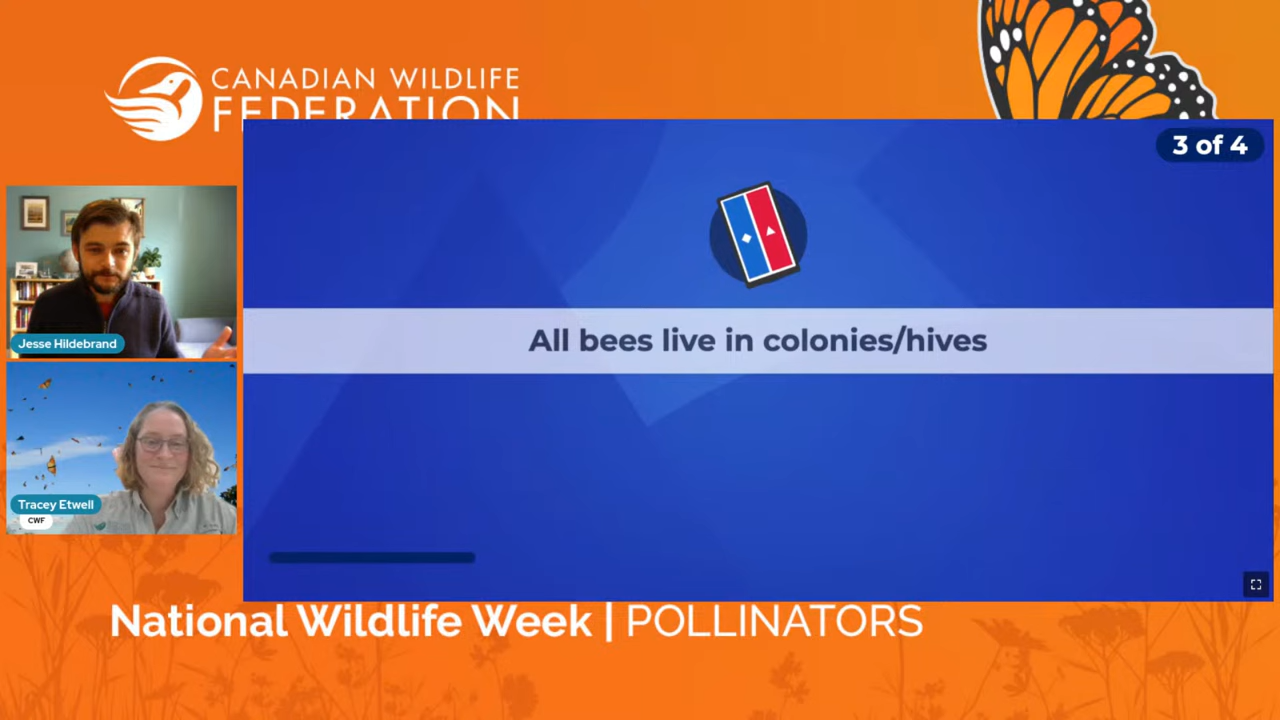 CANADIAN WILDLIFE
FEDERATION
3 of 4
All bees live in colonies/hives
Jesse Hildebrand
Tracey Etwell
CWF
National Wildlife Week | POLLINATORS